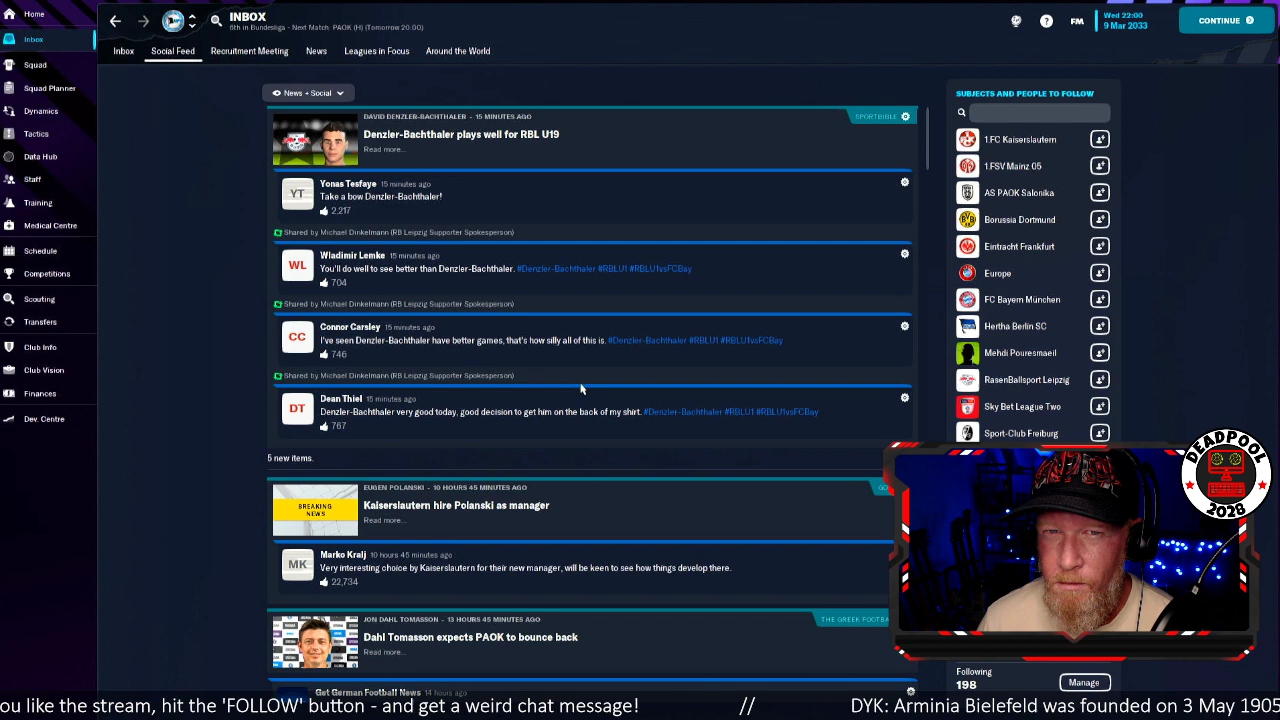 Home
Inbox
Squad
Squad Planner
Dynamics
Tactics
Data Hub
Staff
Training
Medical Centre
Schedule
Competitions
Scouting
Transfers
Club Info
Club Vision
Finances
Dev. Centre
INBOX
6th in Bundesliga - Next Match: PAOK (H) (Tomorrow 20:00)
FM
Wed 22:00
9 Mar 2033
CONTINUE
Inbox
Social Feed
Recruitment Meeting
News
Leagues in Focus
Around the World
News + Social
DAVID DENZLER-BACHTHALER - 15 MINUTES AGO
SPORTBIBLE
Denzler-Bachthaler plays well for RBL U19
Read more...
YT
Yonas Tesfaye 15 minutes ago
Take a bow Denzler-Bachthaler!
2,217
Shared by Michael Dinkelmann (RB Leipzig Supporter Spokesperson)
WL
Wladimir Lemke 15 minutes ago
You'll do well to see better than Denzler-Bachthaler. #Denzler-Bachthaler #RBLU1 #RBLU1vsFCBay
704
Shared by Michael Dinkelmann (RB Leipzig Supporter Spokesperson)
CC
Connor Carsley 15 minutes ago
I've seen Denzler-Bachthaler have better games, that's how silly all of this is. #Denzler-Bachthaler #RBLU1 #RBLU1vsFCBay
746
Shared by Michael Dinkelmann (RB Leipzig Supporter Spokesperson)
DT
Dean Thiel 15 minutes ago
Denzler-Bachthaler very good today, good decision to get him on the back of my shirt. #Denzler-Bachthaler #RBLU1 #RBLU1vsFCBay
767
5 new items.
EUGEN POLANSKI - 10 HOURS 45 MINUTES AGO
GO
BREAKING
NEWS
Kaiserslautern hire Polanski as manager
Read more...
MK
Marko Kralj 10 hours 45 minutes ago
Very interesting choice by Kaiserslautern for their new manager, will be keen to see how things develop there.
22,734
JON DAHL TOMASSON - 13 HOURS 45 MINUTES AGO
THE GREEK FOOTBA
Dahl Tomasson expects PAOK to bounce back
Read more...
Get German Football News 14 hours ago
SUBJECTS AND PEOPLE TO FOLLOW
1.FC Kaiserslautern
1.FSV Mainz 05
AS PAOK Salonika
Borussia Dortmund
Eintracht Frankfurt
Europe
FC Bayern München
Hertha Berlin SC
Mehdi Pouresmaeil
RasenBallsport Leipzig
Sky Bet League Two
Sport-Club Freiburg
DEADPOOL
2028
Following
198
Manage
ou like the stream, hit the 'FOLLOW' button - and get a weird chat message! // DYK: Arminia Bielefeld was founded on 3 May 1905